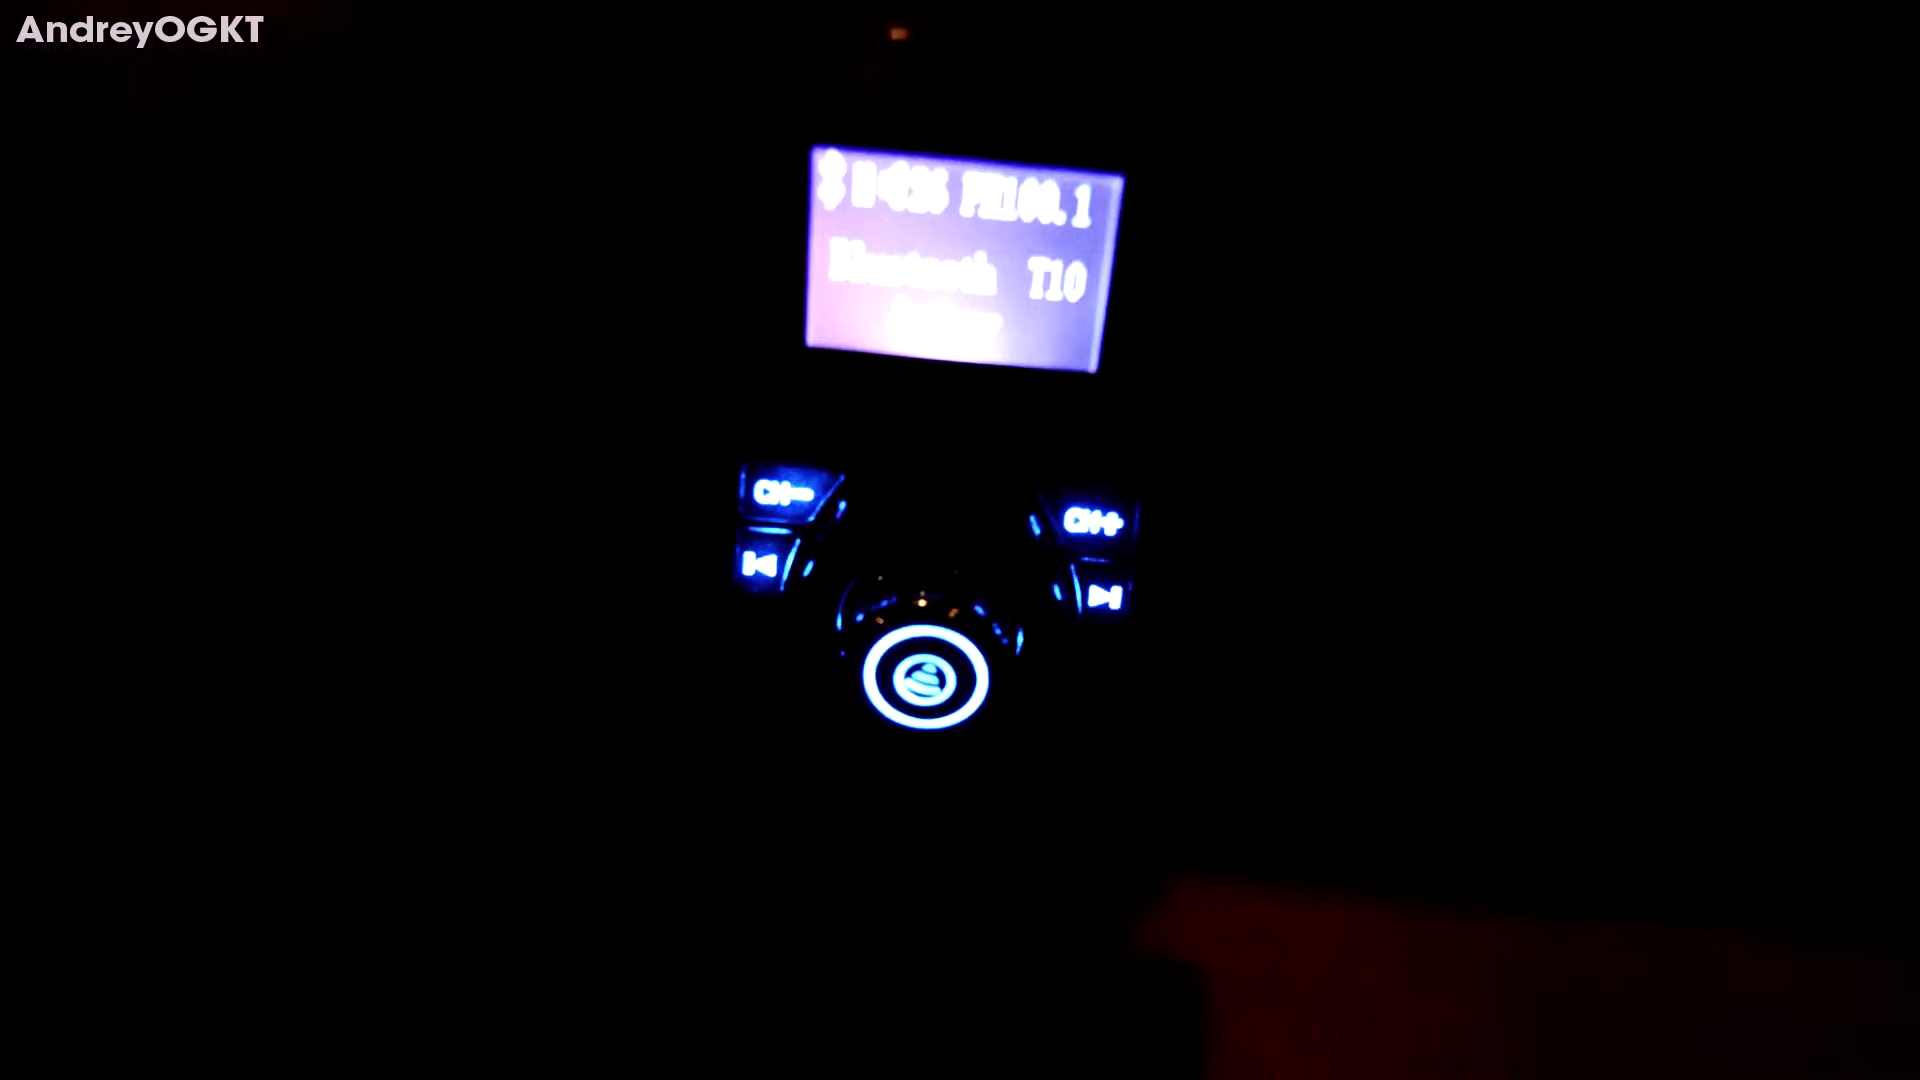 AndreyOGKT
FM100.1
Bluetooth T10
CH-
CH+